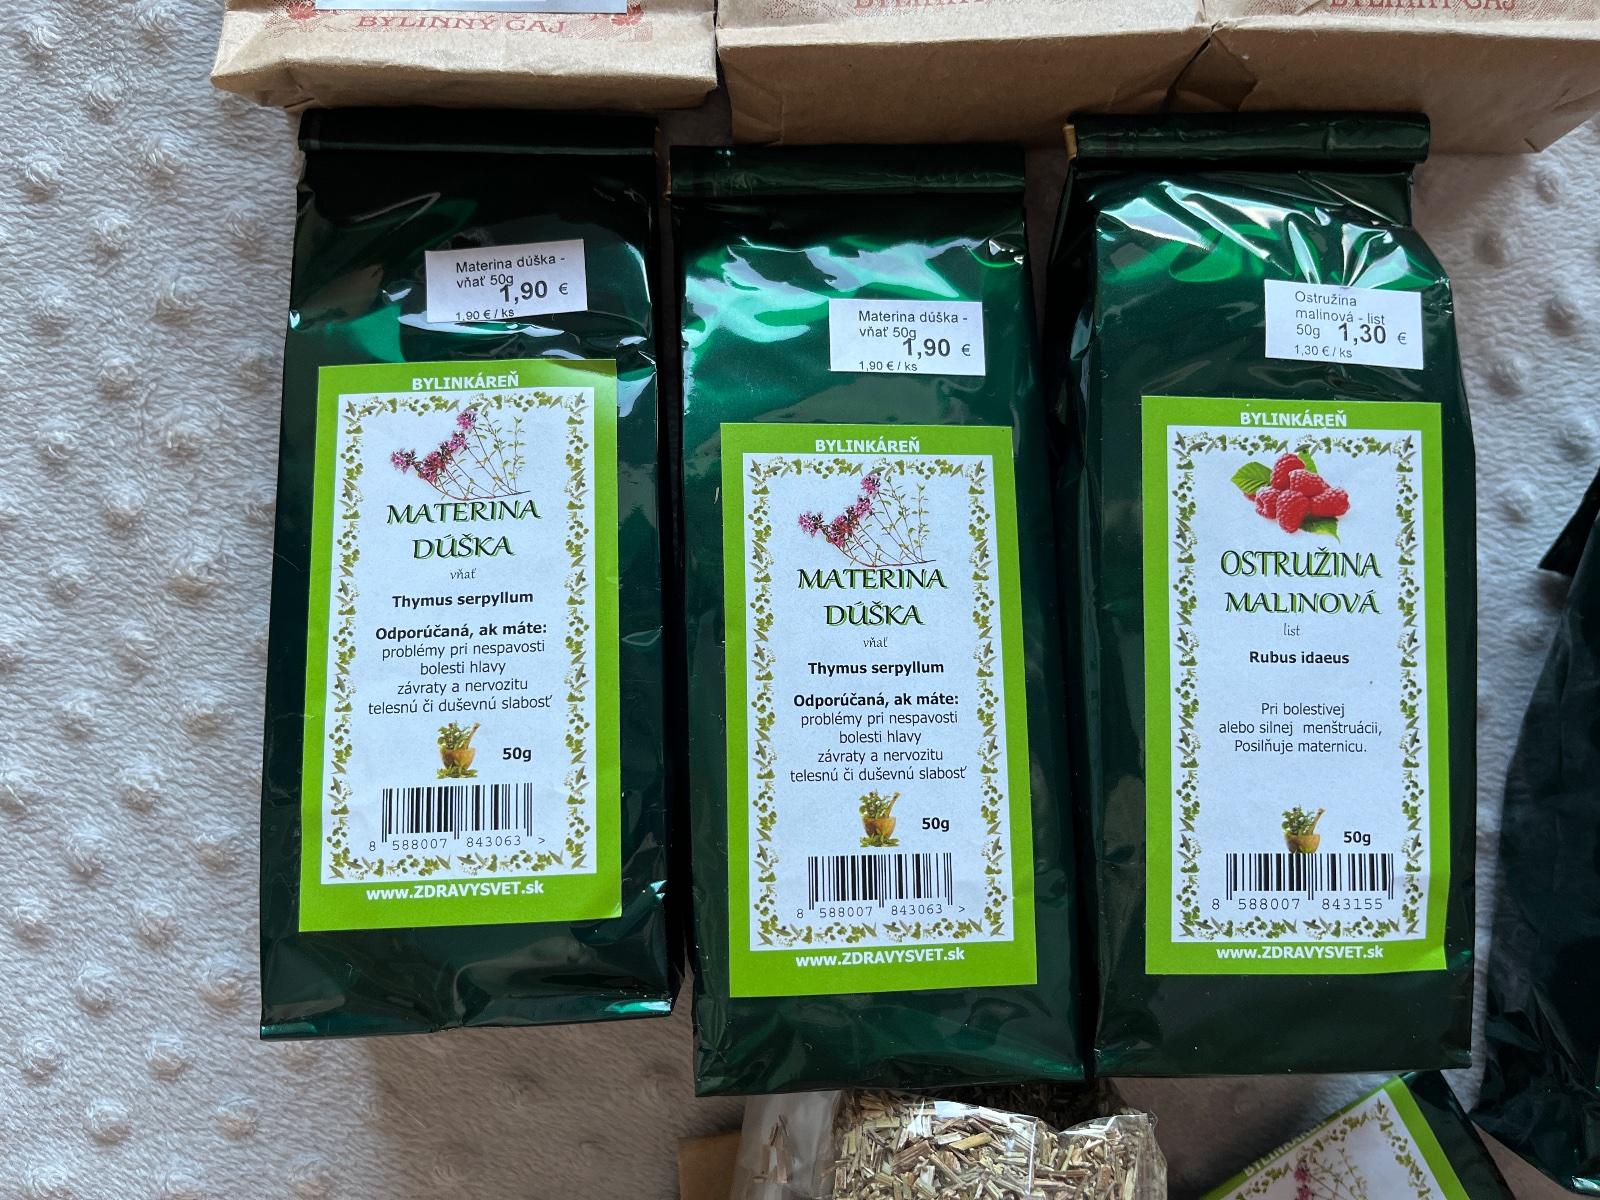 BYLINNÝ ČAJ
BYLINNÝ ČAJ
BYLINNÝ ČAJ
Materina dúška -
vňať 50g
1,90 €
1,90 € / ks
BYLINKÁREŇ
MATERINA
DÚŠKA
vňať
Thymus serpyllum
Odporúčaná, ak máte:
problémy pri nespavosti
bolesti hlavy
závraty a nervozitu
telesnú či duševnú slabosť
50g
8 588007 843063 >
www.ZDRAVYSVET.sk
Materina dúška -
vňať 50g
1,90 €
1,90 € / ks
BYLINKÁREŇ
MATERINA
DÚŠKA
vňať
Thymus serpyllum
Odporúčaná, ak máte:
problémy pri nespavosti
bolesti hlavy
závraty a nervozitu
telesnú či duševnú slabosť
50g
8 588007 843063 >
www.ZDRAVYSVET.sk
Ostružina
malinová - list
50g 1,30 €
1,30 € / ks
BYLINKÁREŇ
OSTRUŽINA
MALINOVÁ
list
Rubus idaeus
Pri bolestivej
alebo silnej menštruácii,
Posilňuje maternicu.
50g
8 588007 843155
www.ZDRAVYSVET.sk
BYLINKÁREŇ